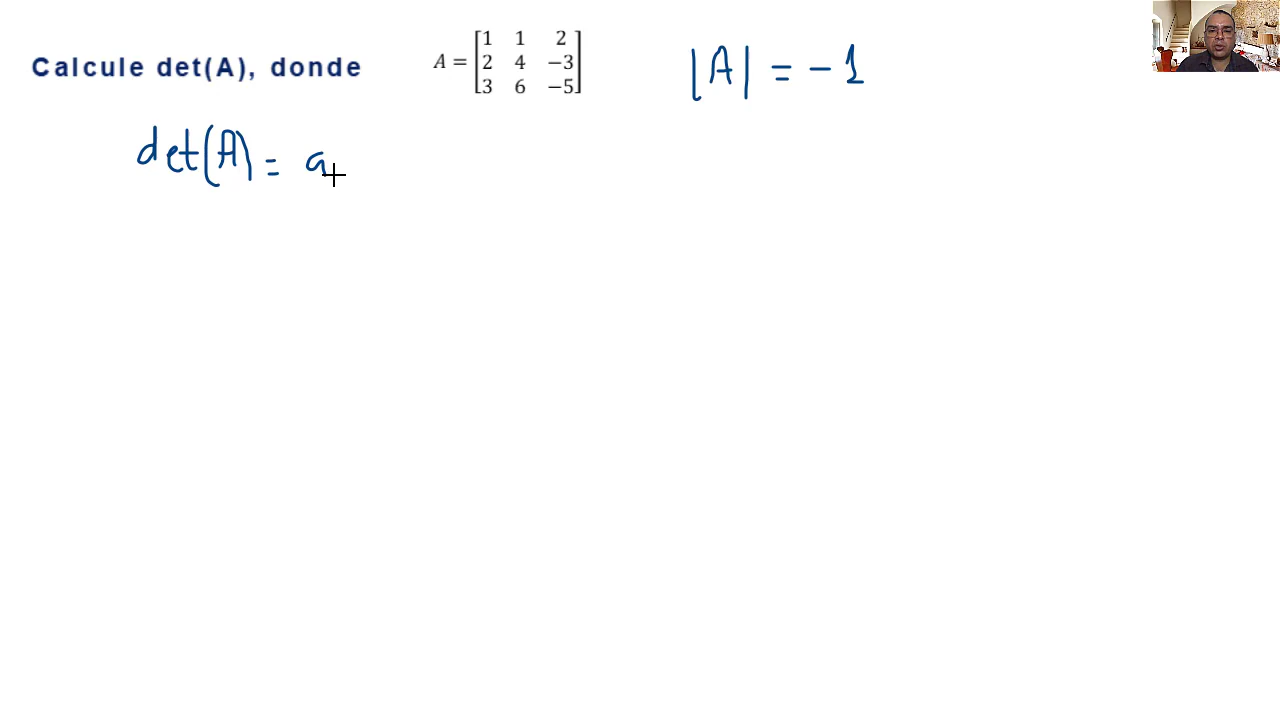 Calcule det(A), donde
A = [1 1 2
2 4 −3
3 6 −5]
|A| = - 1
det(A) = a